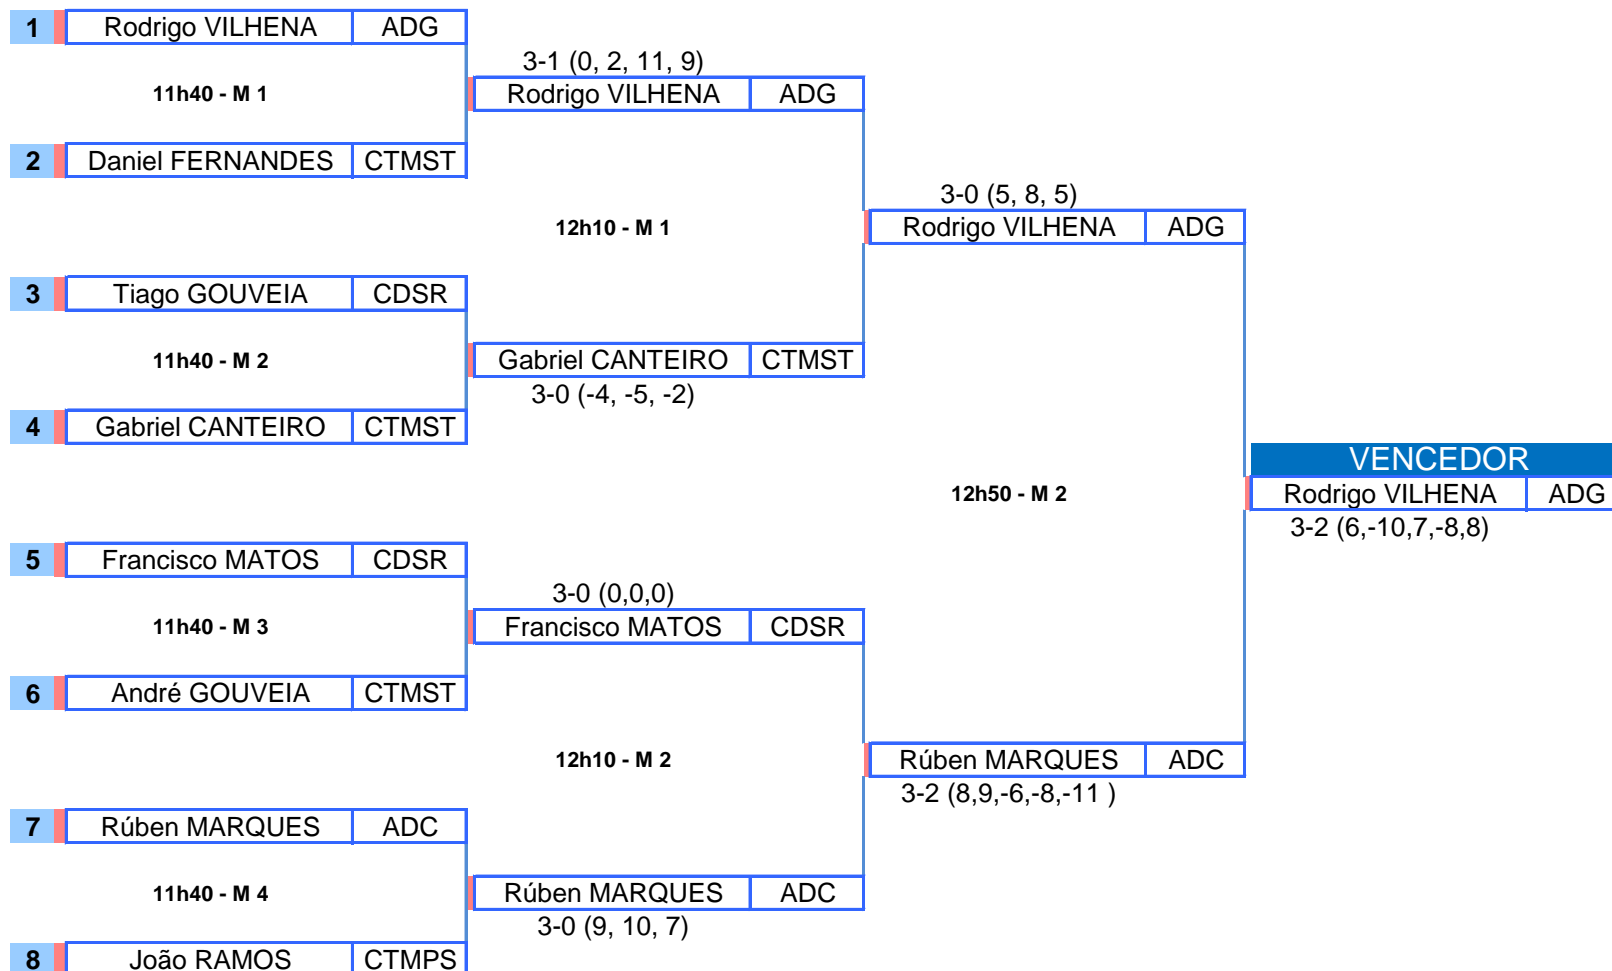 1 Rodrigo VILHENA ADG
3-1 (0, 2, 11, 9)
11h40 - M 1
Rodrigo VILHENA ADG
2 Daniel FERNANDES CTMST
3-0 (5, 8, 5)
12h10 - M 1
Rodrigo VILHENA ADG
3 Tiago GOUVEIA CDSR
11h40 - M 2
Gabriel CANTEIRO CTMST
3-0 (-4, -5, -2)
4 Gabriel CANTEIRO CTMST
VENCEDOR
12h50 - M 2
Rodrigo VILHENA ADG
3-2 (6,-10,7,-8,8)
5 Francisco MATOS CDSR
3-0 (0,0,0)
11h40 - M 3
Francisco MATOS CDSR
6 André GOUVEIA CTMST
12h10 - M 2
Rúben MARQUES ADC
3-2 (8,9,-6,-8,-11 )
7 Rúben MARQUES ADC
11h40 - M 4
Rúben MARQUES ADC
3-0 (9, 10, 7)
8 João RAMOS CTMPS